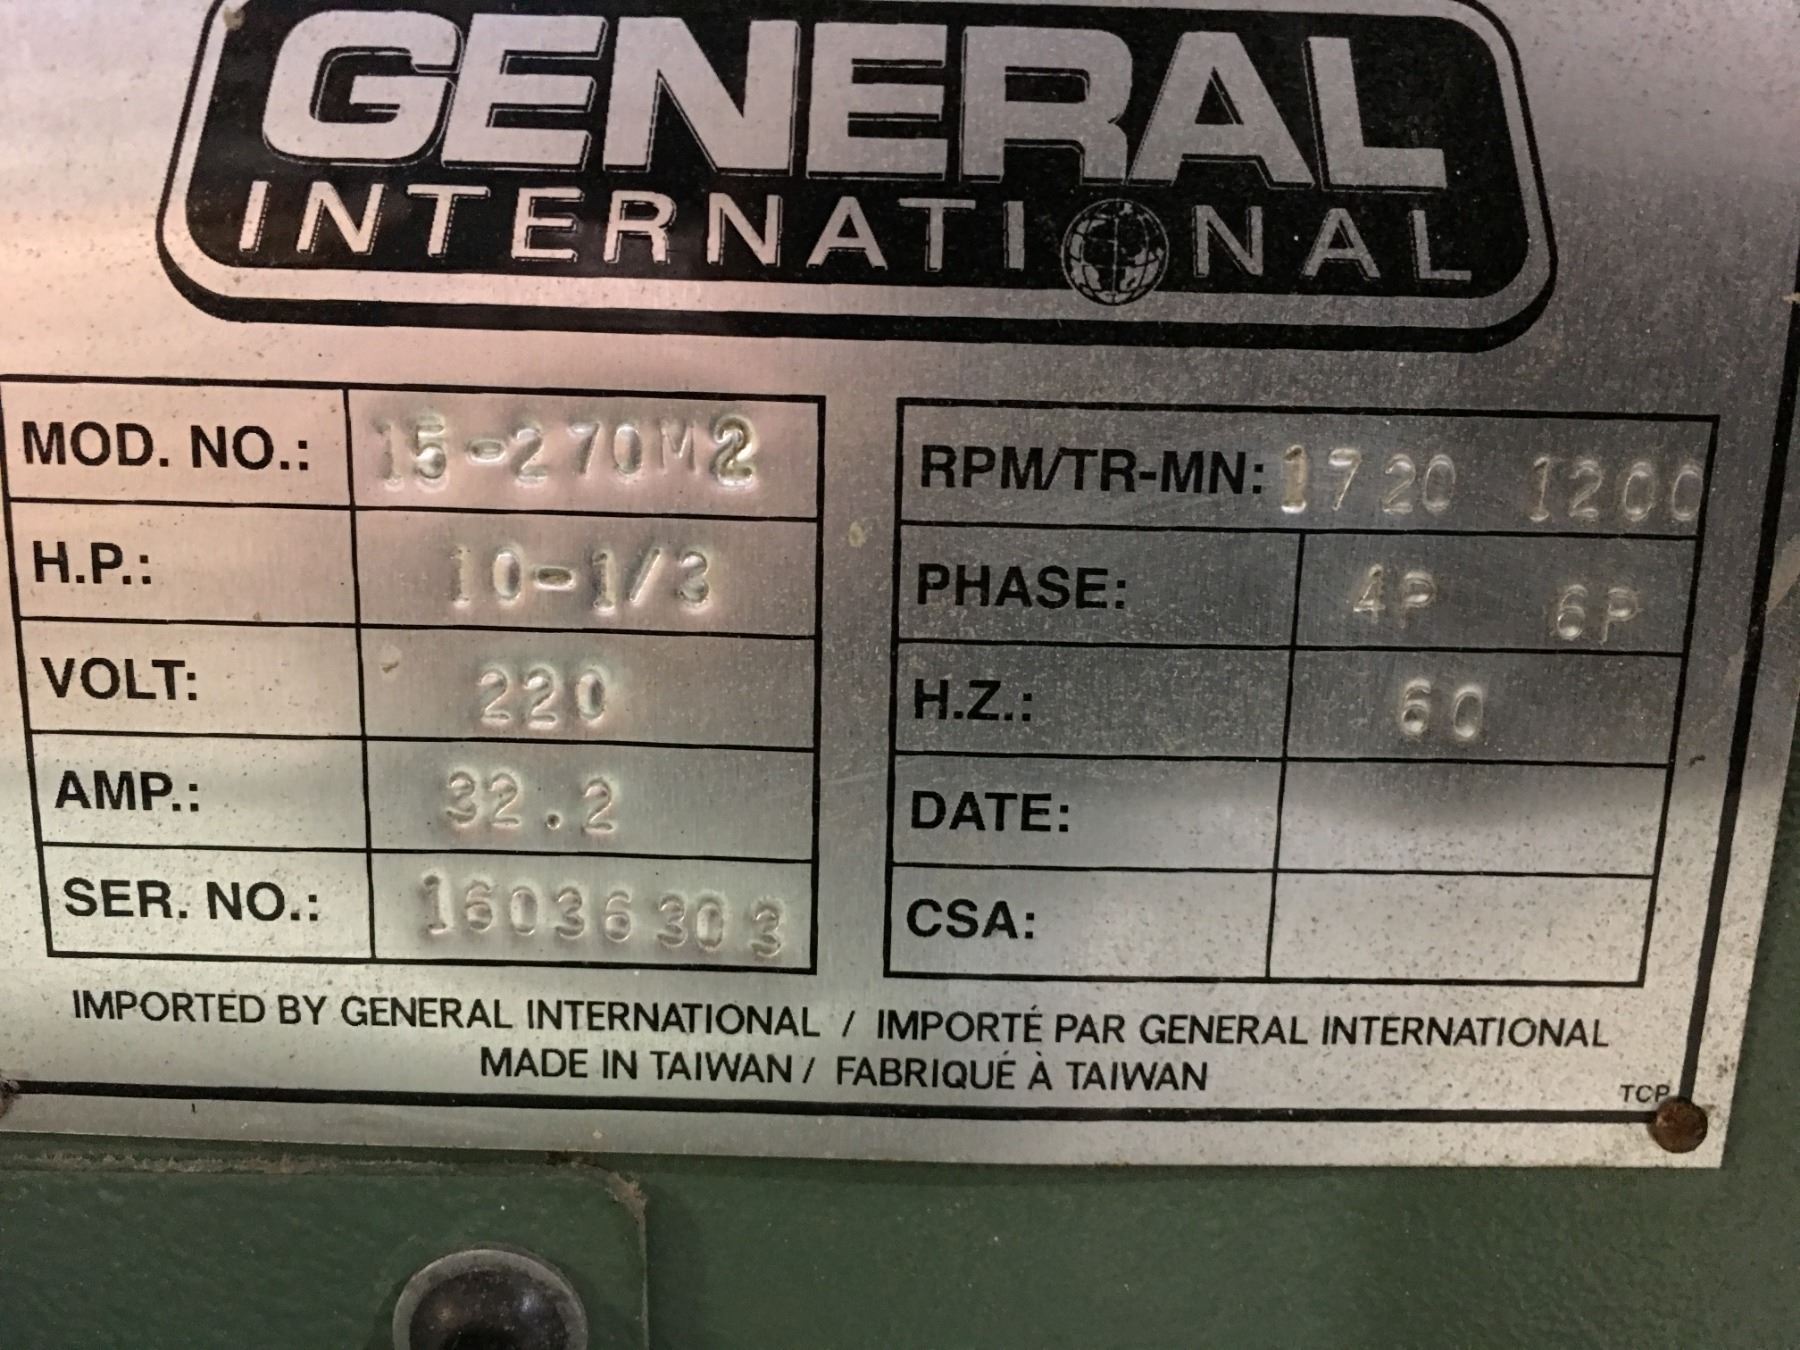 GENERAL
INTERNATIONAL
MOD. NO.: 15-270M2
H.P.: 10-1/3
VOLT: 220
AMP.: 32.2
SER. NO.: 16036303
RPM/TR-MN: 1720 1200
PHASE: 4P 6P
H.Z.: 60
DATE:
CSA:
IMPORTED BY GENERAL INTERNATIONAL / IMPORTÉ PAR GENERAL INTERNATIONAL
MADE IN TAIWAN / FABRIQUÉ À TAIWAN
TCP